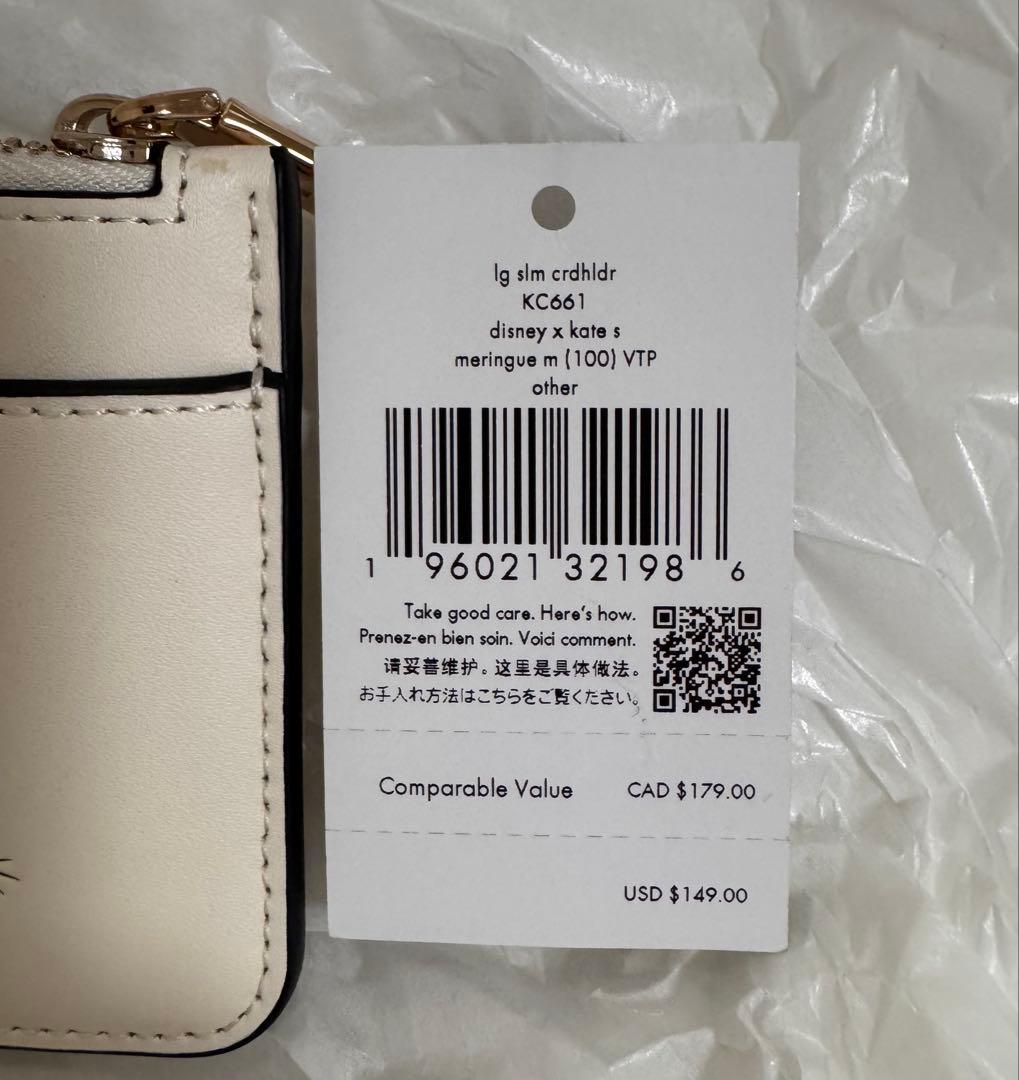 lg slm crdhldr
KC661
disney x kate s
meringue m (100) VTP
other
1 96021 32198 6
Take good care. Here's how.
Prenez-en bien soin. Voici comment.
请妥善维护。这里是具体做法。
お手入れ方法はこちらをご覧ください。
Comparable Value CAD $179.00
USD $149.00